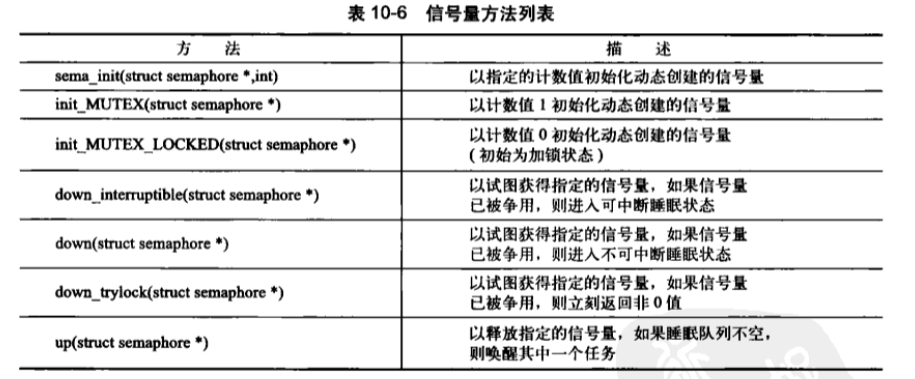 表 10-6 信号量方法列表
方 法 描 述
sema_init(struct semaphore *,int) 以指定的计数值初始化动态创建的信号量
init_MUTEX(struct semaphore *) 以计数值 1 初始化动态创建的信号量
init_MUTEX_LOCKED(struct semaphore *) 以计数值 0 初始化动态创建的信号量
(初始为加锁状态)
down_interruptible(struct semaphore *) 以试图获得指定的信号量，如果信号量
已被争用，则进入可中断睡眠状态
down(struct semaphore *) 以试图获得指定的信号量，如果信号量
已被争用，则进入不可中断睡眠状态
down_trylock(struct semaphore *) 以试图获得指定的信号量，如果信号量
已被争用，则立刻返回非 0 值
up(struct semaphore *) 以释放指定的信号量，如果睡眠队列不空，
则唤醒其中一个任务